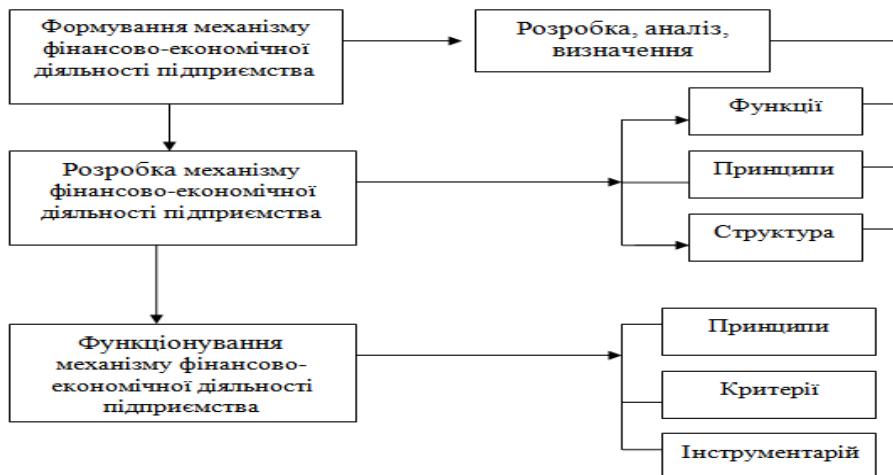 Формування механізму
фінансово-економічної
діяльності підприємства
Розробка, аналіз,
визначення
Функції
Розробка механізму
фінансово-економічної
діяльності підприємства
Принципи
Структура
Функціонування
механізму фінансово-
економічної діяльності
підприємства
Принципи
Критерії
Інструментарій